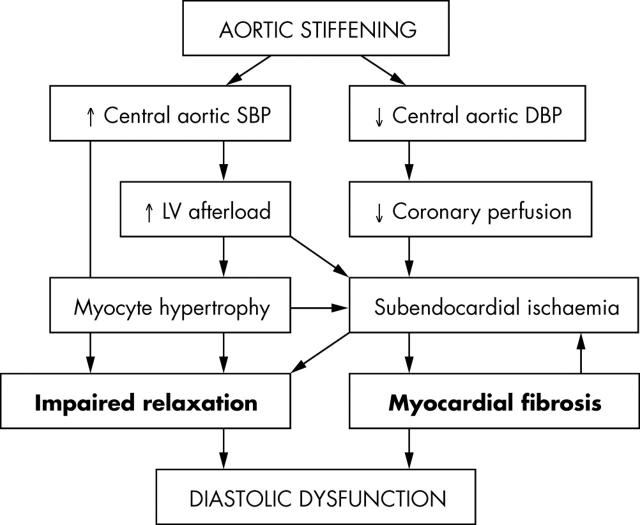 AORTIC STIFFENING
↑ Central aortic SBP
↓ Central aortic DBP
↑ LV afterload
↓ Coronary perfusion
Myocyte hypertrophy
Subendocardial ischaemia
Impaired relaxation
Myocardial fibrosis
DIASTOLIC DYSFUNCTION